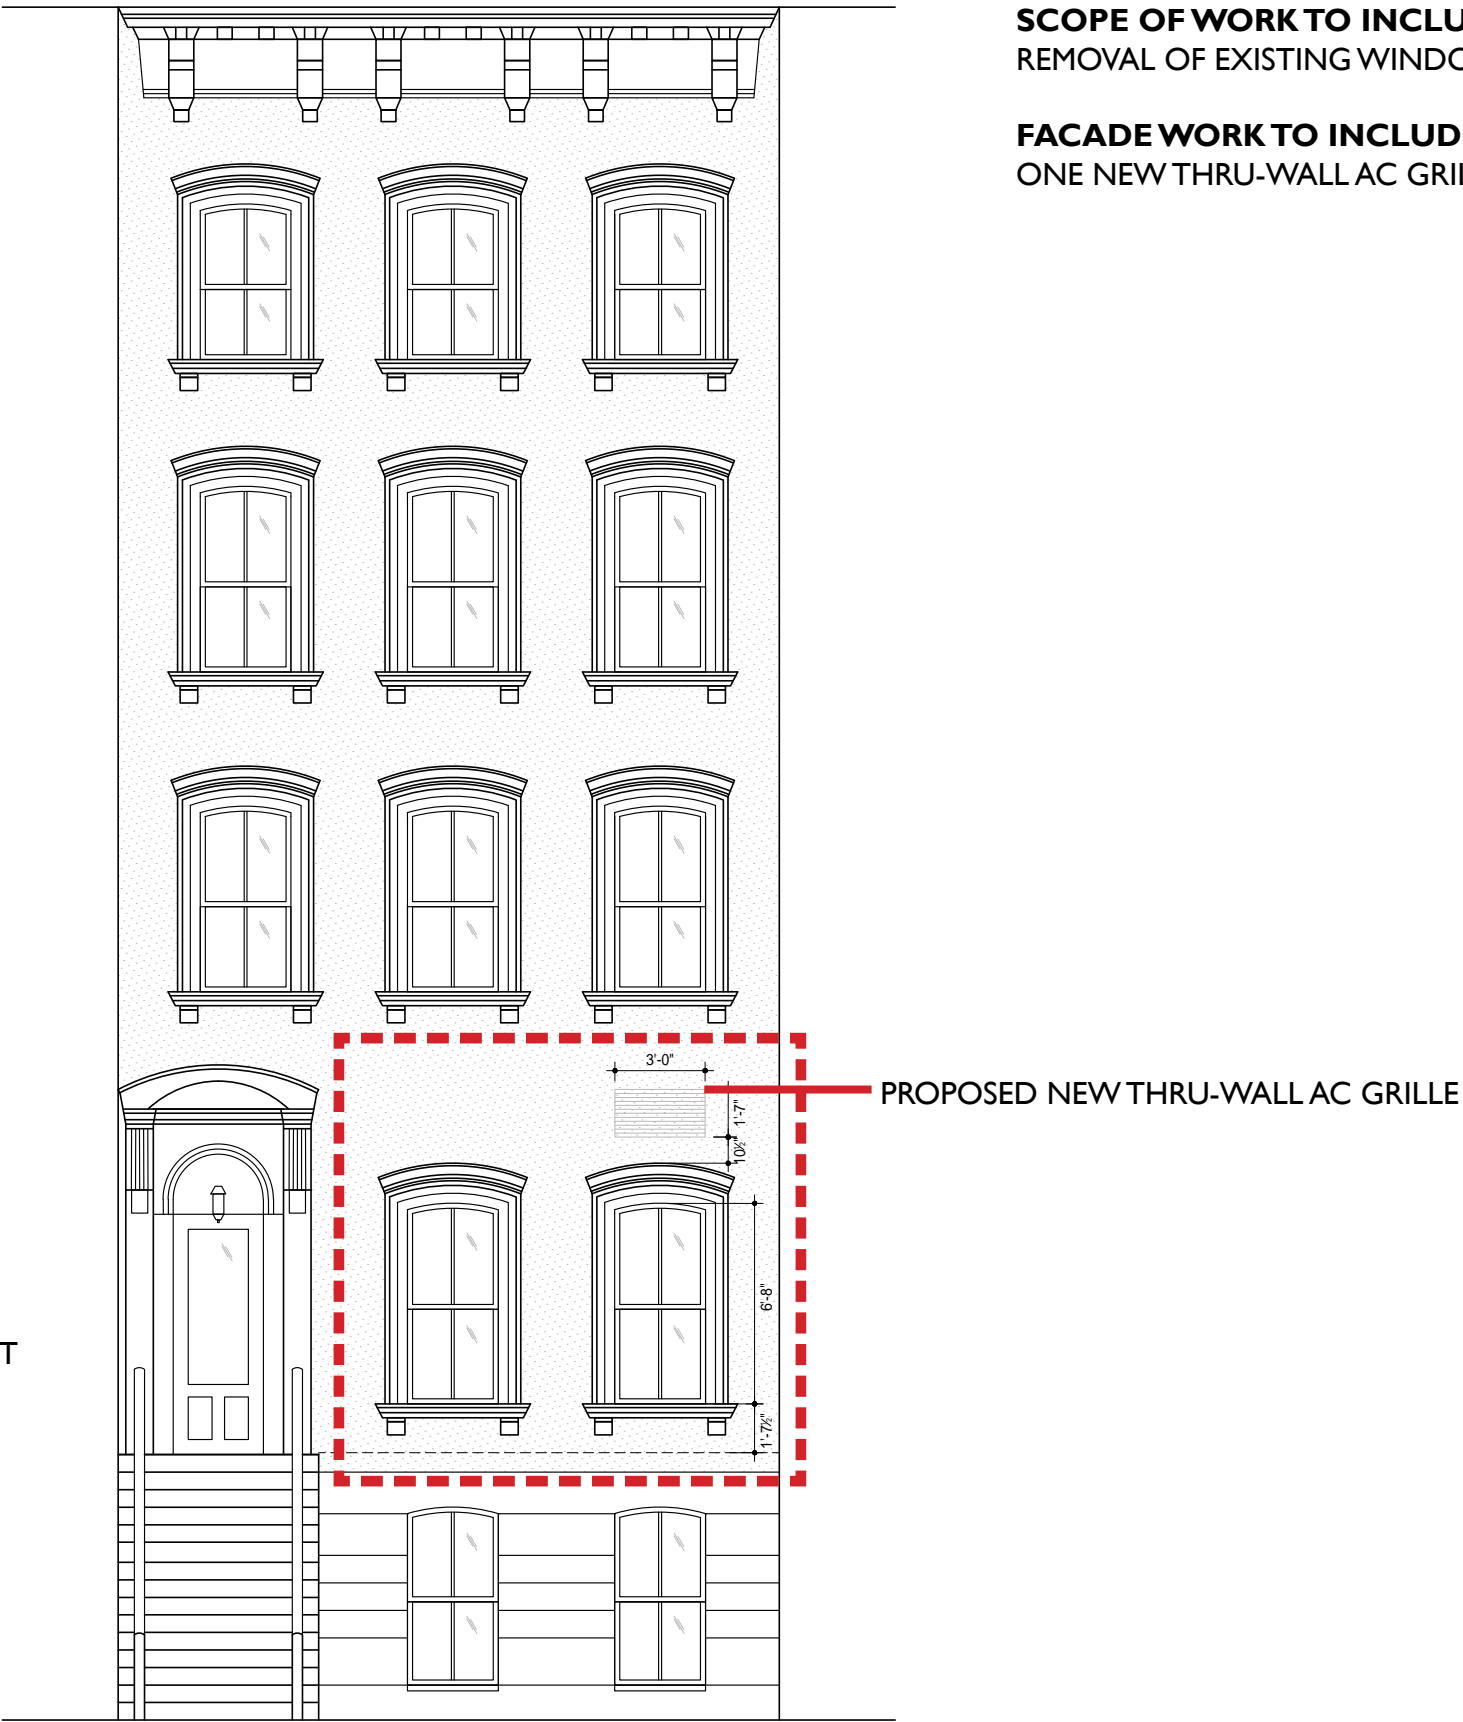 SCOPE OF WORK TO INCLU
REMOVAL OF EXISTING WINDO
FACADE WORK TO INCLUD
ONE NEW THRU-WALL AC GRI
3'-0"
PROPOSED NEW THRU-WALL AC GRILLE
1'-7"
10½"
6'-8"
T
1'-7½"